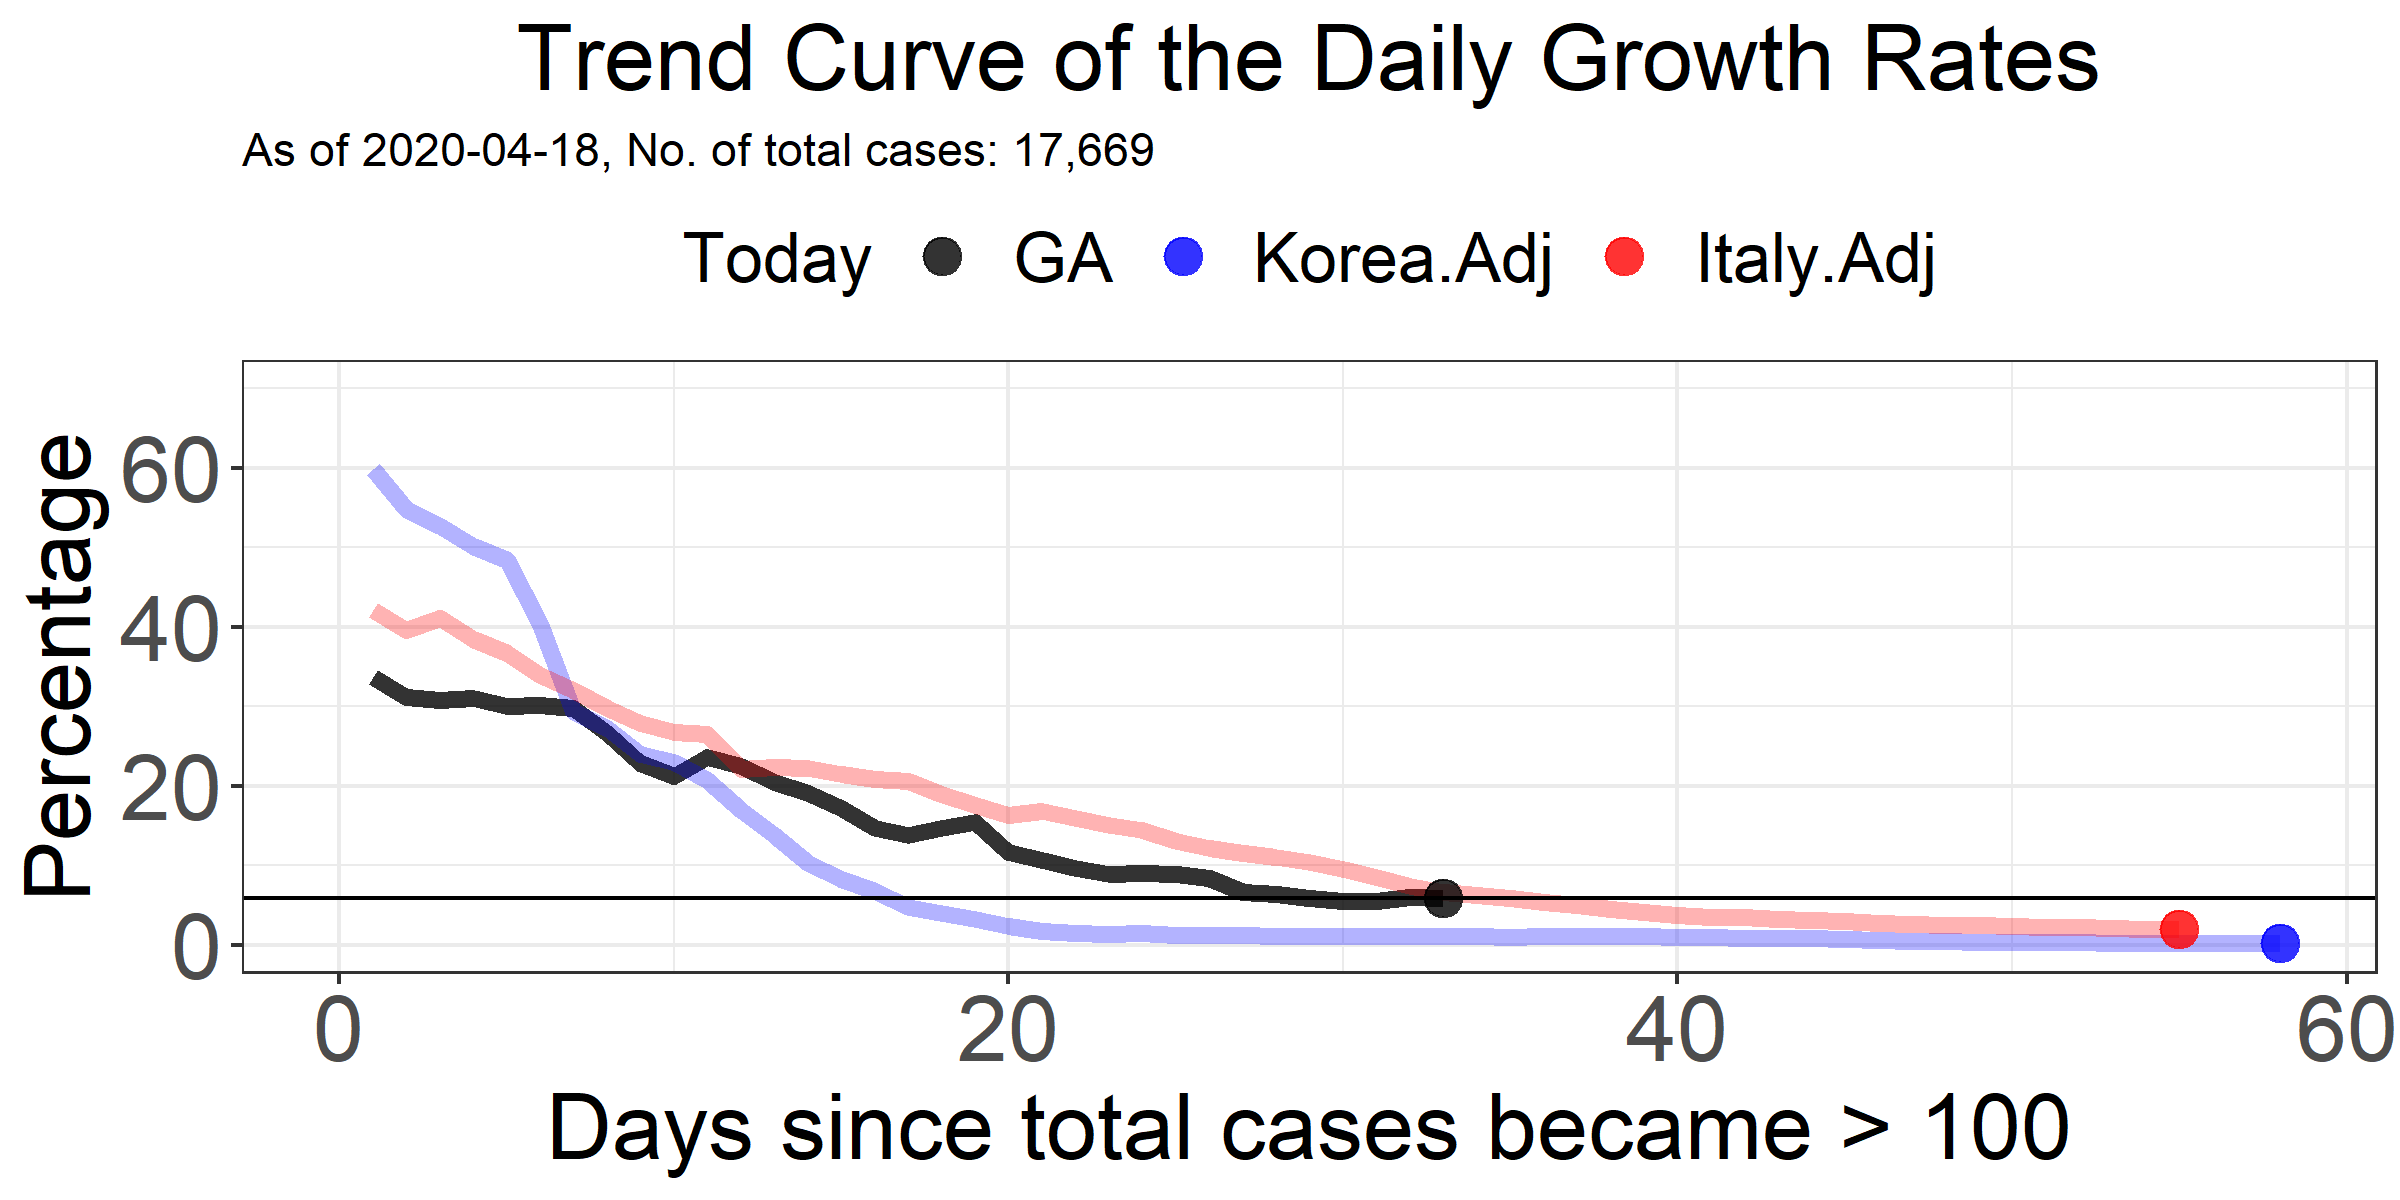 Trend Curve of the Daily Growth Rates
As of 2020-04-18, No. of total cases: 17,669
Today GA Korea.Adj Italy.Adj
Percentage
60
40
20
0
0 20 40 60
Days since total cases became > 100